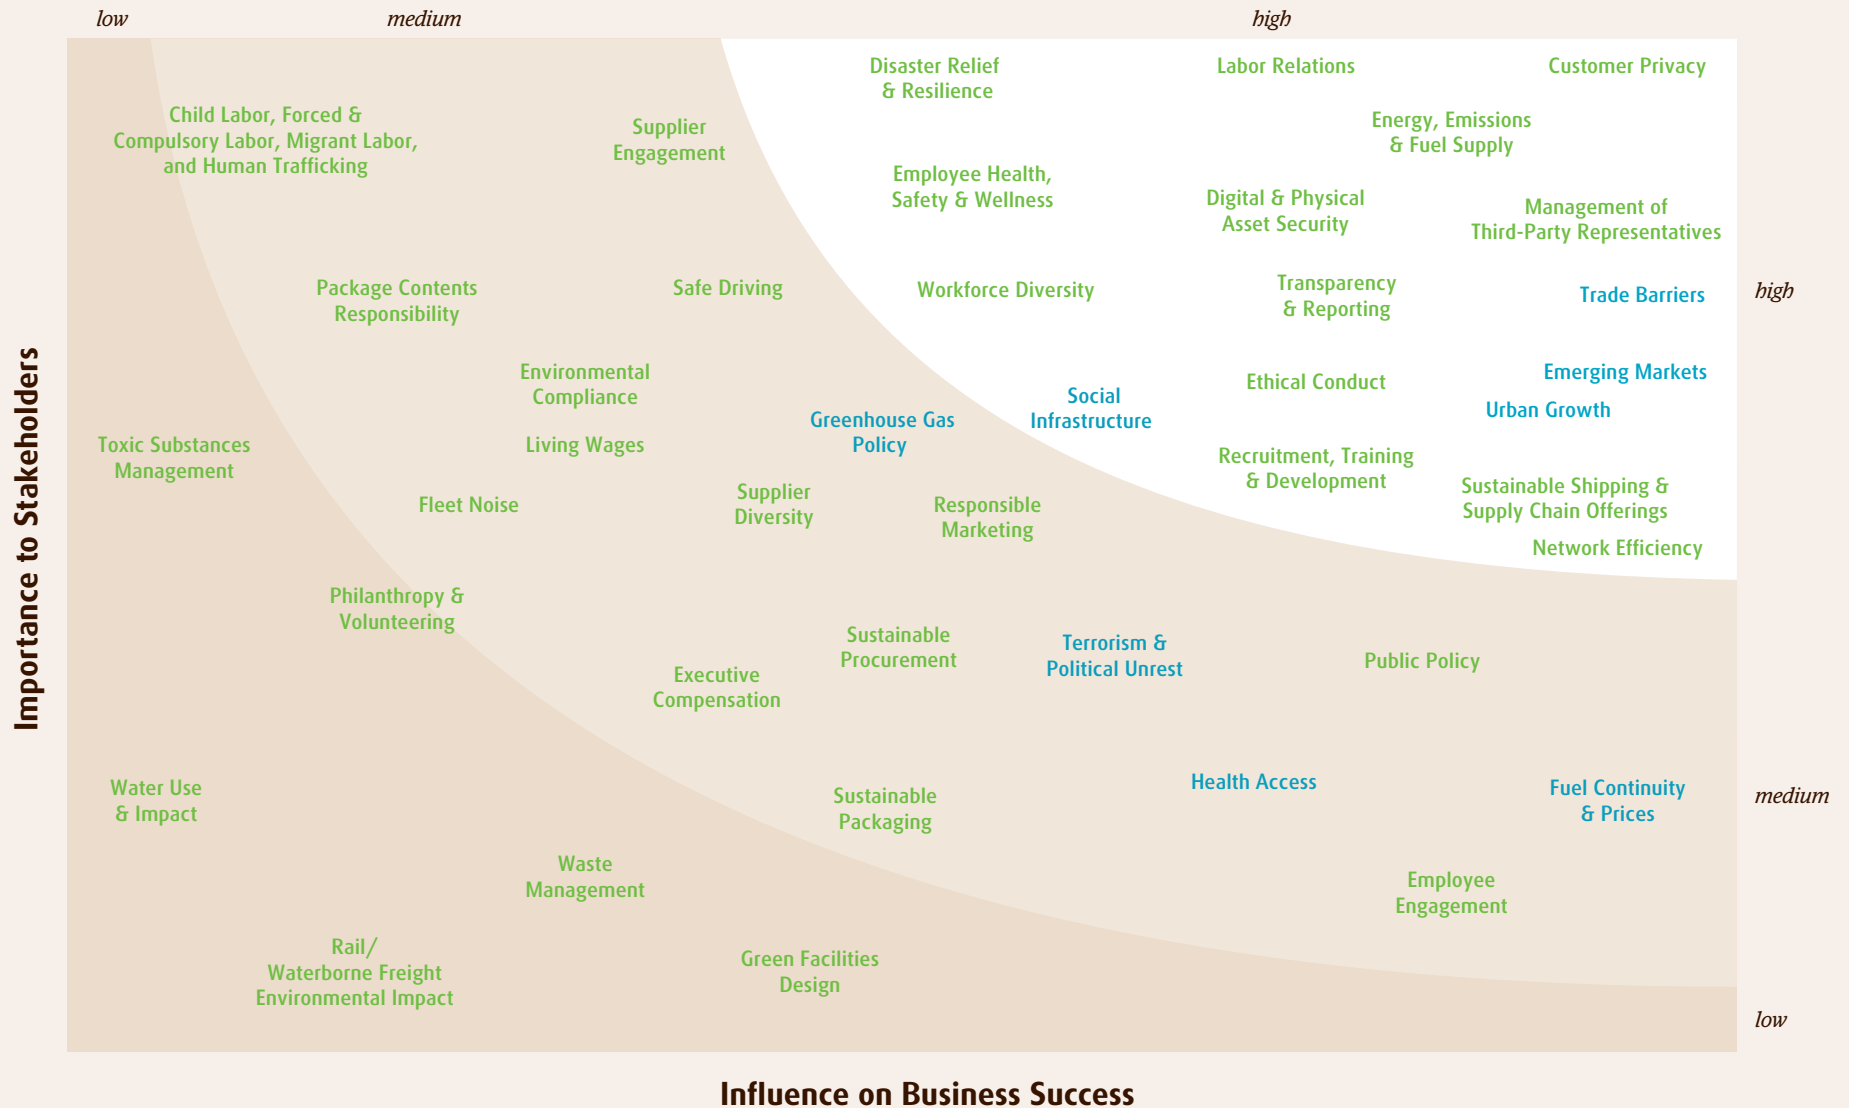 low
medium
high
Disaster Relief
& Resilience
Labor Relations
Customer Privacy
Child Labor, Forced &
Compulsory Labor, Migrant Labor,
and Human Trafficking
Supplier
Engagement
Energy, Emissions
& Fuel Supply
Employee Health,
Safety & Wellness
Digital & Physical
Asset Security
Management of
Third-Party Representatives
Package Contents
Responsibility
Safe Driving
Workforce Diversity
Transparency
& Reporting
Trade Barriers
high
Environmental
Compliance
Social
Infrastructure
Ethical Conduct
Emerging Markets
Urban Growth
Greenhouse Gas
Policy
Toxic Substances
Management
Living Wages
Recruitment, Training
& Development
Fleet Noise
Supplier
Diversity
Responsible
Marketing
Sustainable Shipping &
Supply Chain Offerings
Network Efficiency
Importance to Stakeholders
Philanthropy &
Volunteering
Executive
Compensation
Sustainable
Procurement
Terrorism &
Political Unrest
Public Policy
Water Use
& Impact
Sustainable
Packaging
Health Access
Fuel Continuity
& Prices
medium
Waste
Management
Employee
Engagement
Rail/
Waterborne Freight
Environmental Impact
Green Facilities
Design
low
Influence on Business Success